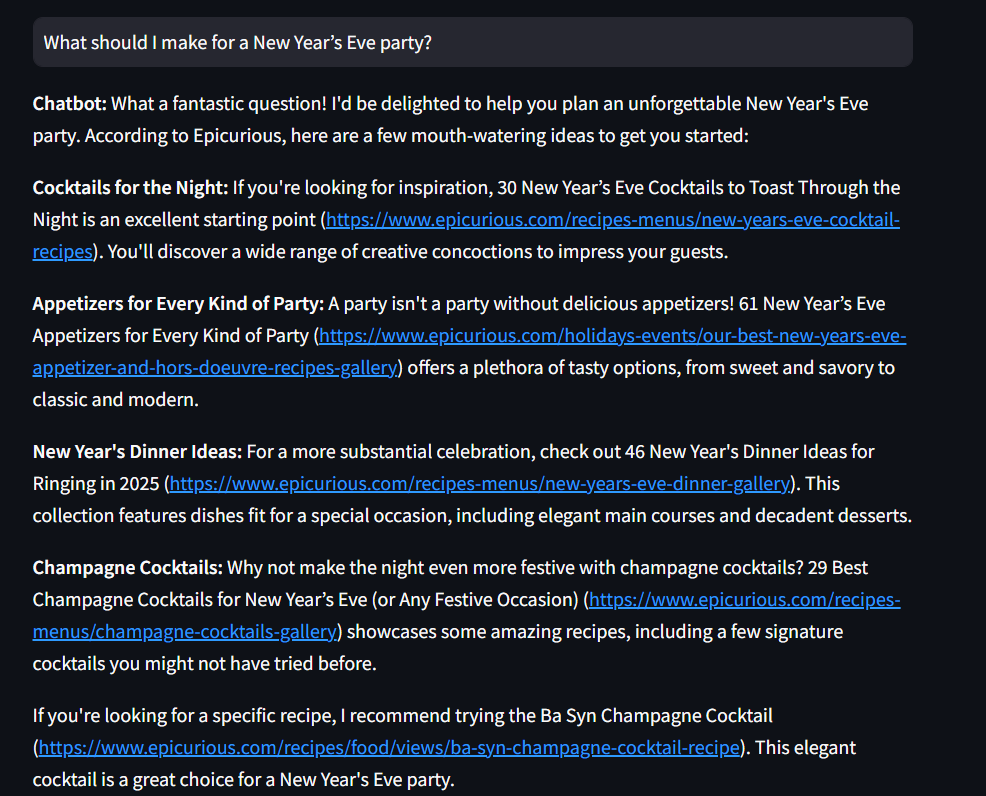 What should I make for a New Year’s Eve party?
Chatbot: What a fantastic question! I'd be delighted to help you plan an unforgettable New Year's Eve
party. According to Epicurious, here are a few mouth-watering ideas to get you started:
Cocktails for the Night: If you're looking for inspiration, 30 New Year’s Eve Cocktails to Toast Through the
Night is an excellent starting point (https://www.epicurious.com/recipes-menus/new-years-eve-cocktail-
recipes). You'll discover a wide range of creative concoctions to impress your guests.
Appetizers for Every Kind of Party: A party isn't a party without delicious appetizers! 61 New Year’s Eve
Appetizers for Every Kind of Party (https://www.epicurious.com/holidays-events/our-best-new-years-eve-
appetizer-and-hors-doeuvre-recipes-gallery) offers a plethora of tasty options, from sweet and savory to
classic and modern.
New Year's Dinner Ideas: For a more substantial celebration, check out 46 New Year's Dinner Ideas for
Ringing in 2025 (https://www.epicurious.com/recipes-menus/new-years-eve-dinner-gallery). This
collection features dishes fit for a special occasion, including elegant main courses and decadent desserts.
Champagne Cocktails: Why not make the night even more festive with champagne cocktails? 29 Best
Champagne Cocktails for New Year’s Eve (or Any Festive Occasion) (https://www.epicurious.com/recipes-
menus/champagne-cocktails-gallery) showcases some amazing recipes, including a few signature
cocktails you might not have tried before.
If you're looking for a specific recipe, I recommend trying the Ba Syn Champagne Cocktail
(https://www.epicurious.com/recipes/food/views/ba-syn-champagne-cocktail-recipe). This elegant
cocktail is a great choice for a New Year's Eve party.